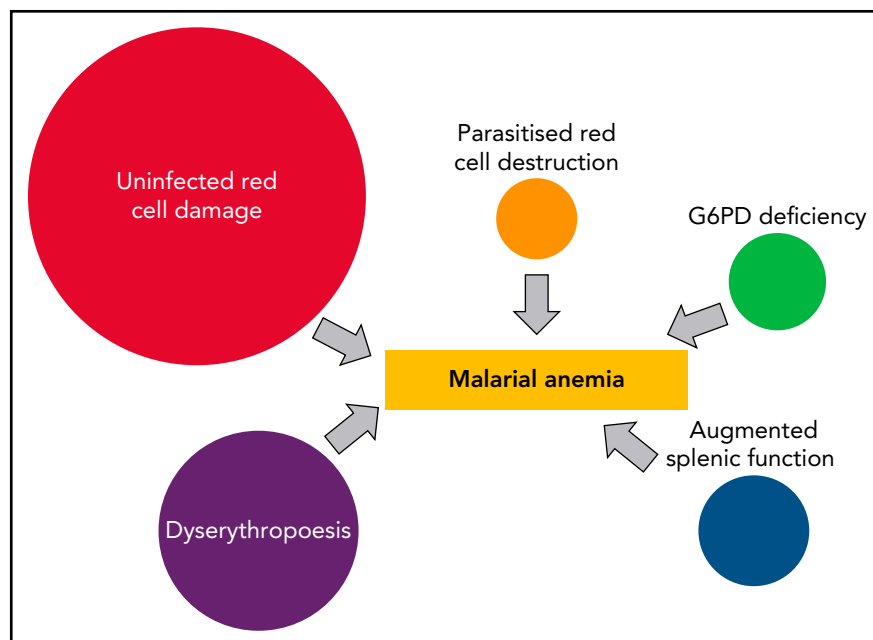 Uninfected red
cell damage
Parasitised red
cell destruction
G6PD deficiency
Malarial anemia
Dyserythropoesis
Augmented
splenic function